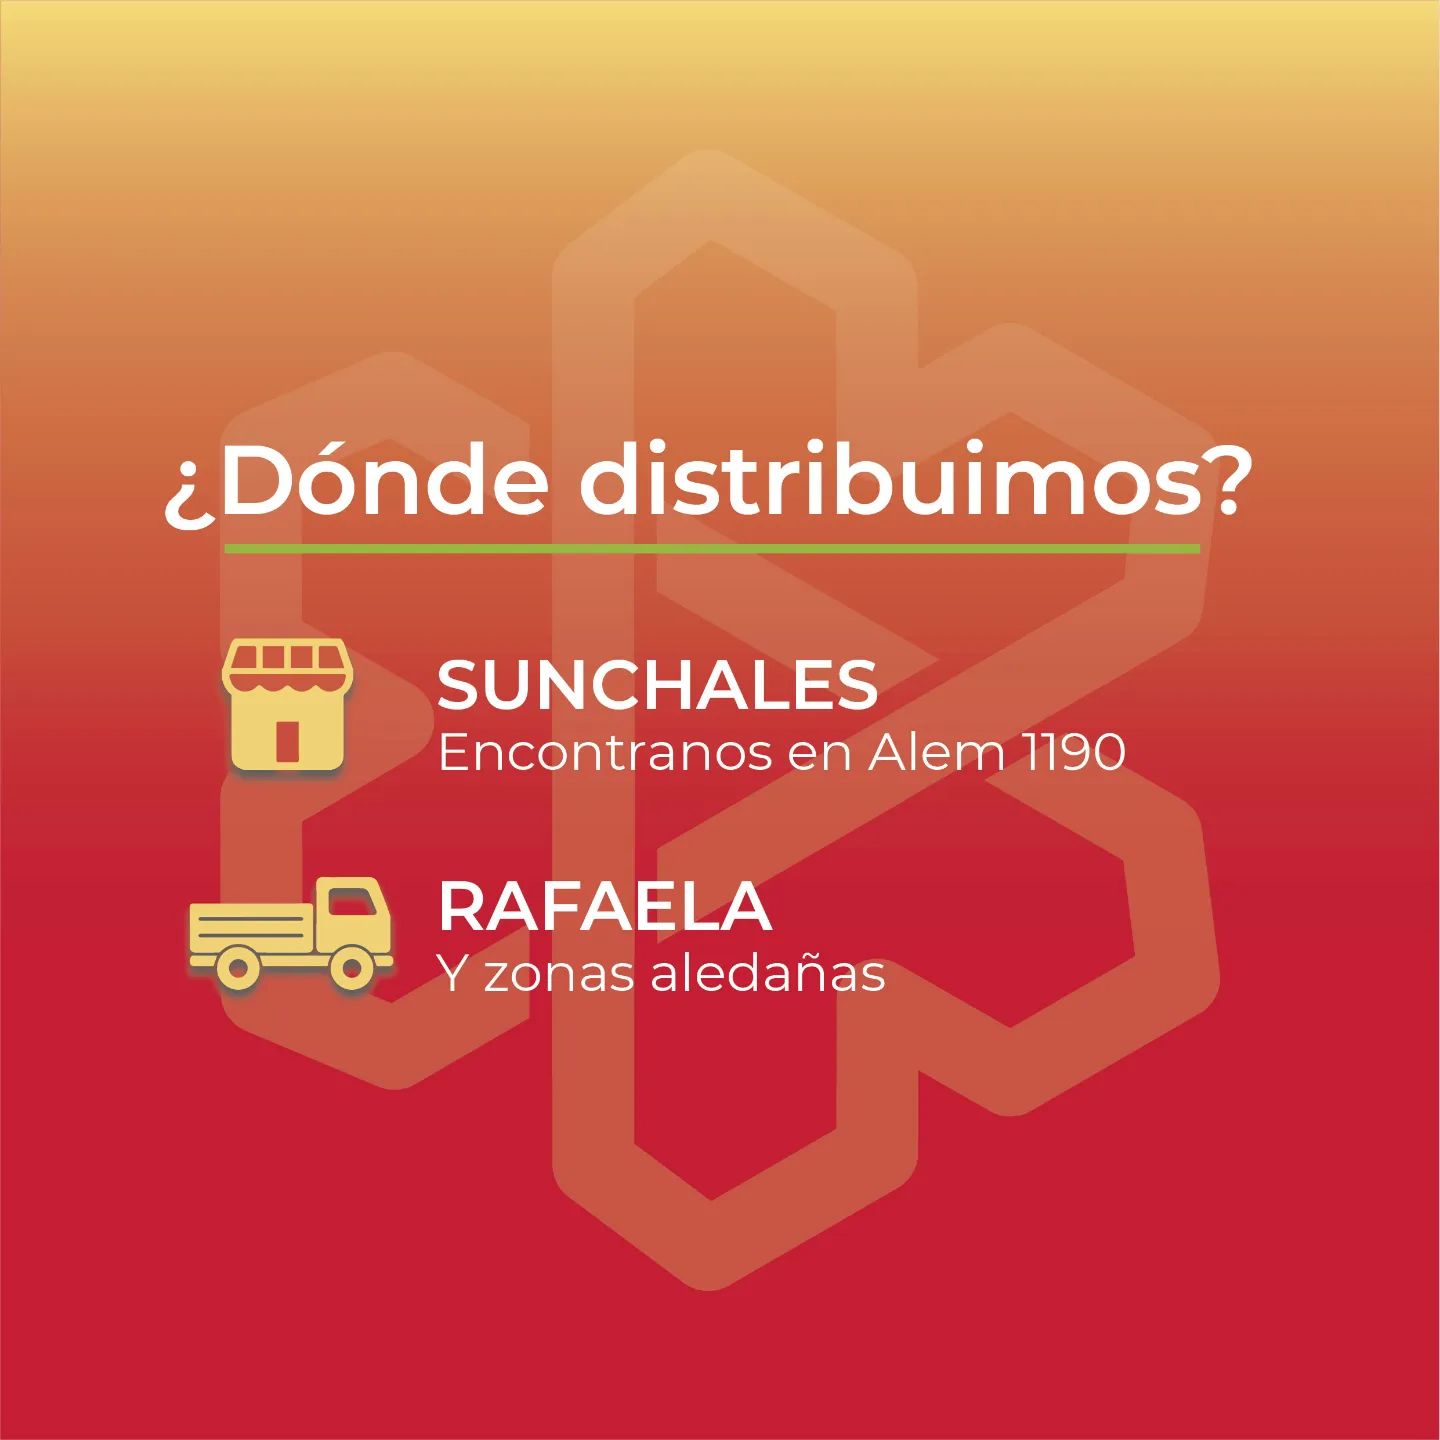 ¿Dónde distribuimos?
SUNCHALES
Encontranos en Alem 1190
RAFAELA
Y zonas aledañas